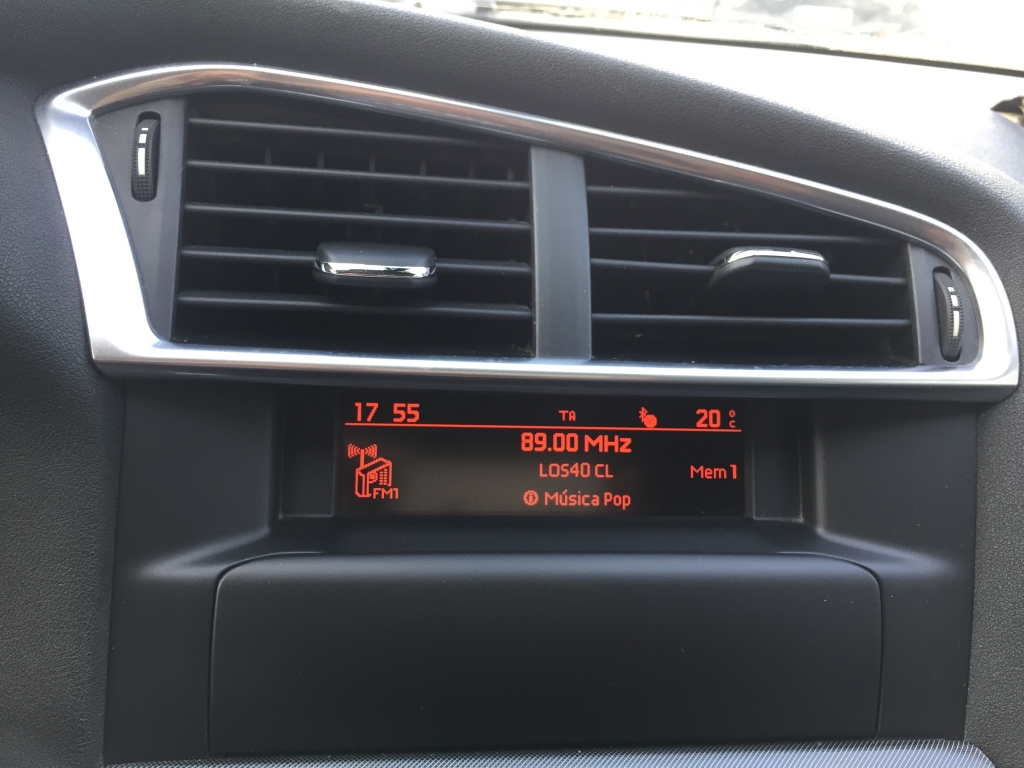 17 55 TA 20 °C
89.00 MHz
LOS40 CL Mem 1
FM1 Música Pop